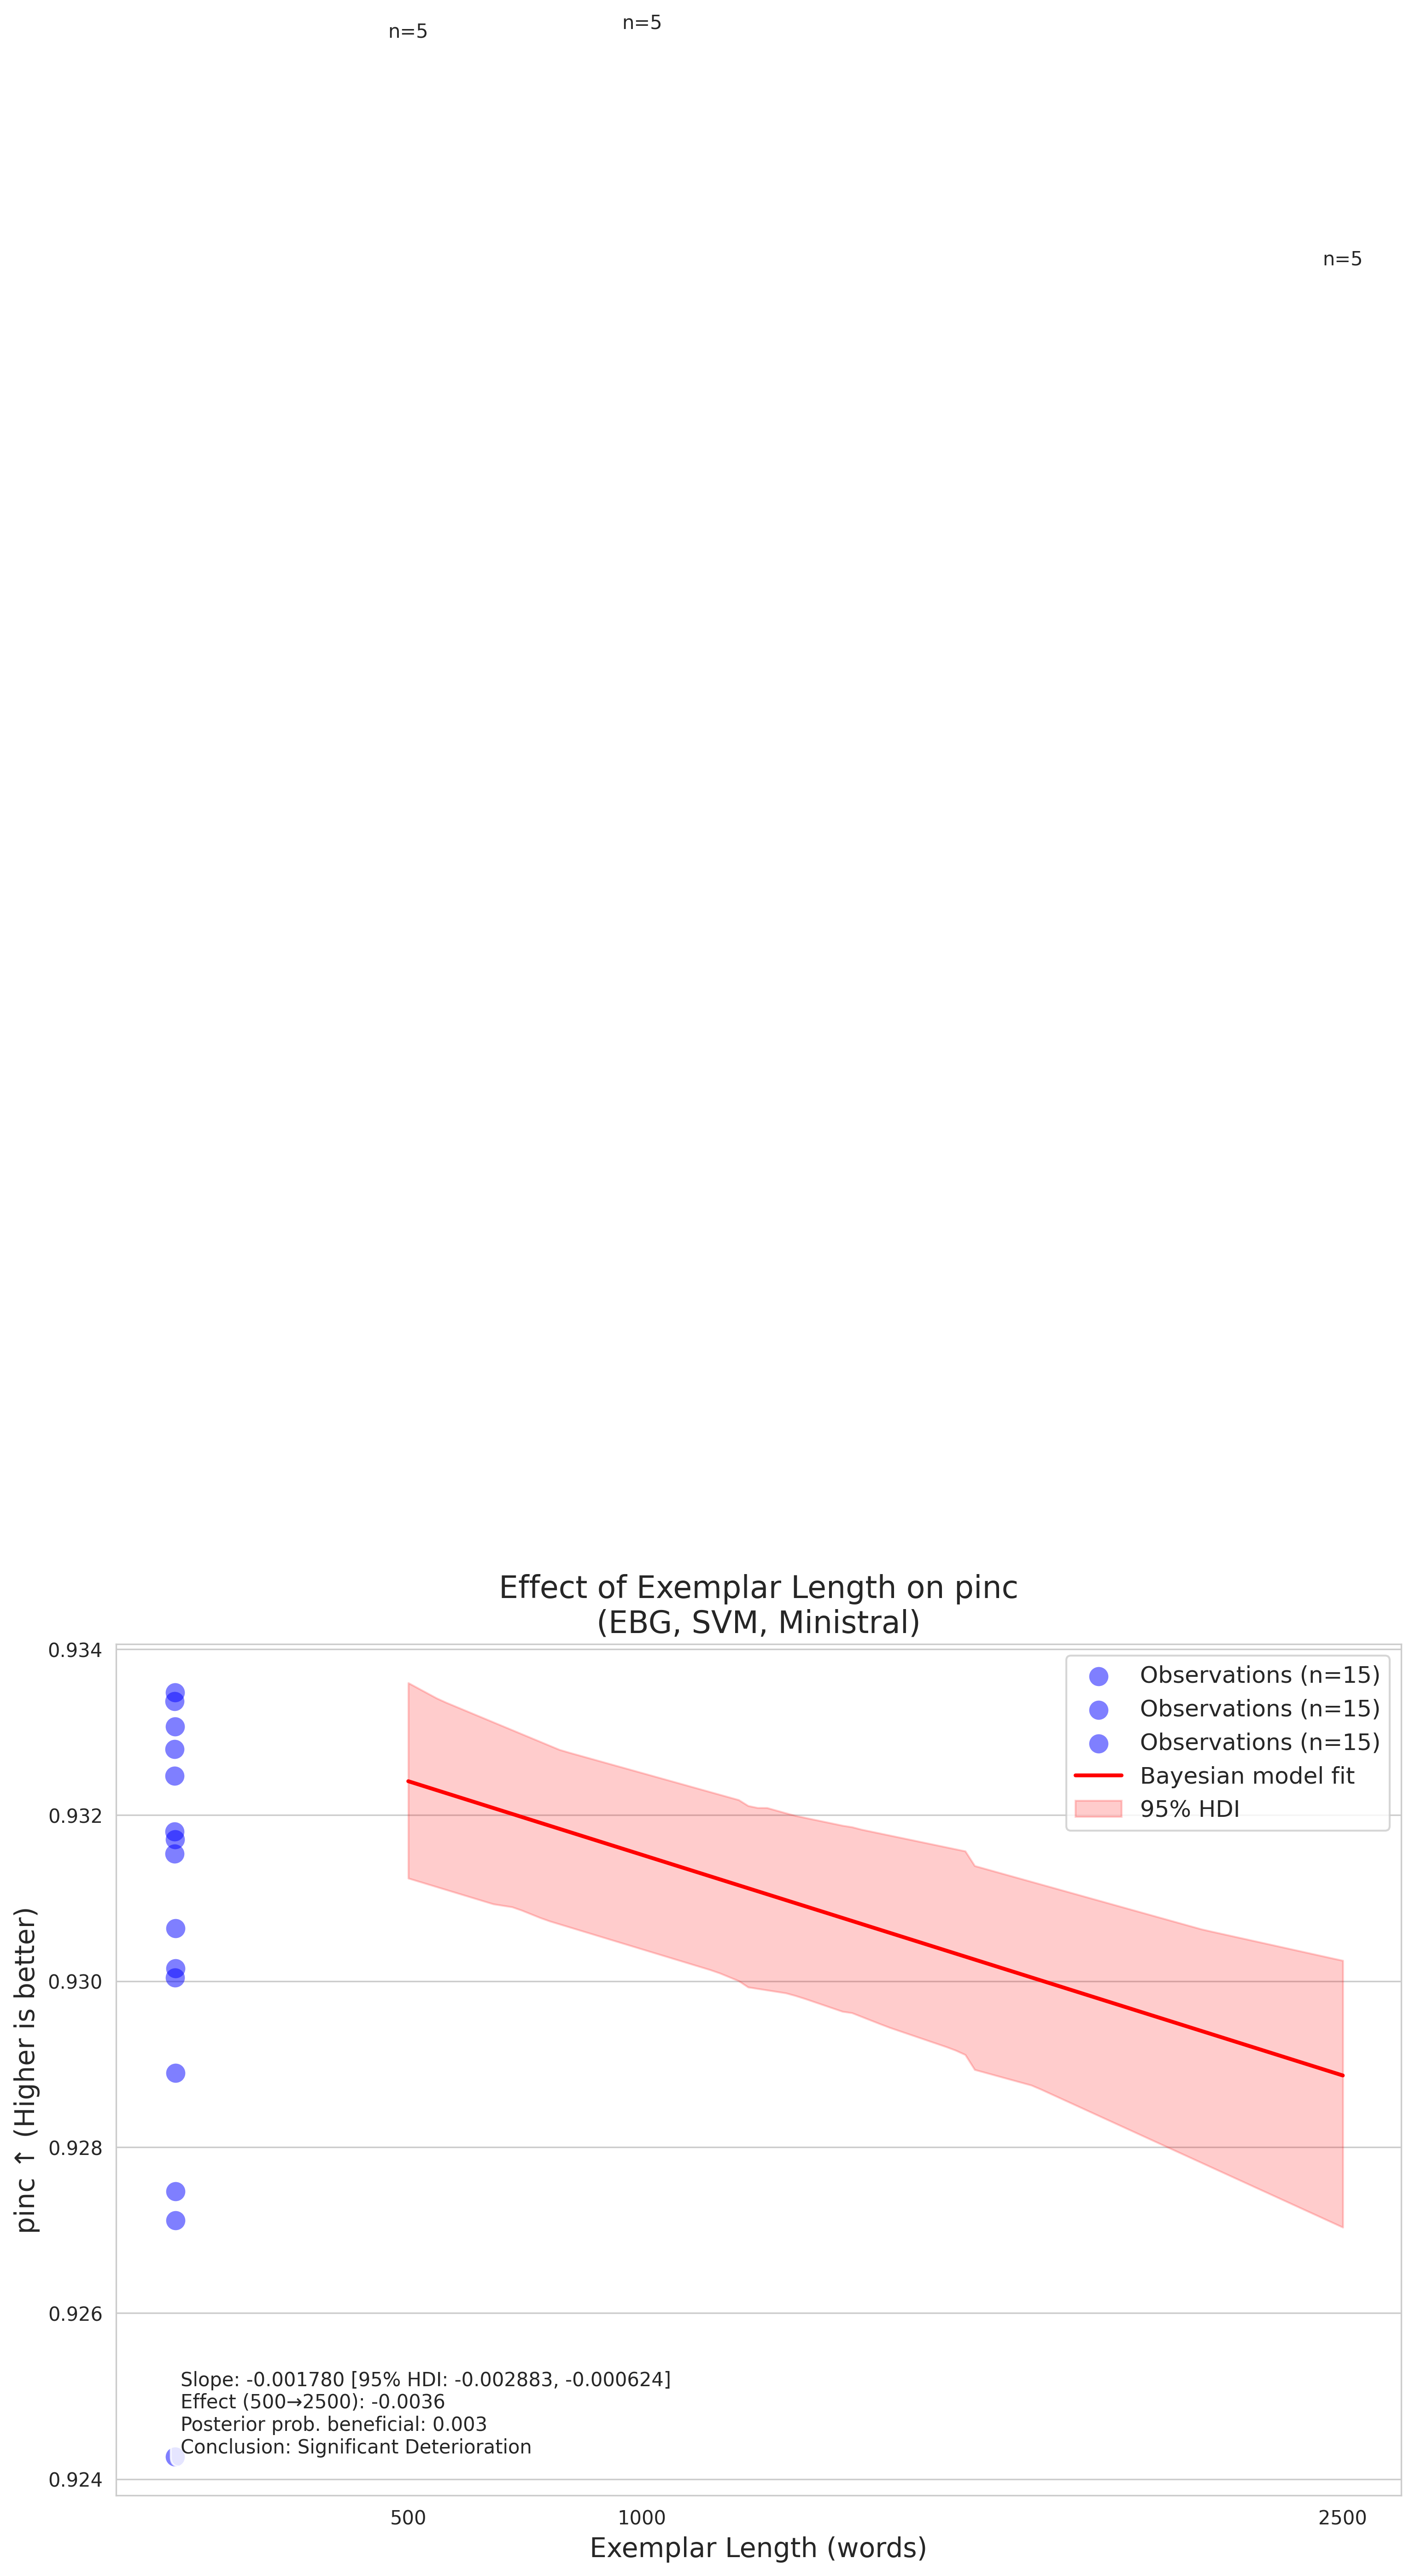 n=5
n=5
n=5
Effect of Exemplar Length on pinc
(EBG, SVM, Ministral)
0.934
0.932
0.930
0.928
0.926
0.924
pinc ↑ (Higher is better)
Observations (n=15)
Observations (n=15)
Observations (n=15)
Bayesian model fit
95% HDI
Slope: -0.001780 [95% HDI: -0.002883, -0.000624]
Effect (500→2500): -0.0036
Posterior prob. beneficial: 0.003
Conclusion: Significant Deterioration
500
1000
2500
Exemplar Length (words)